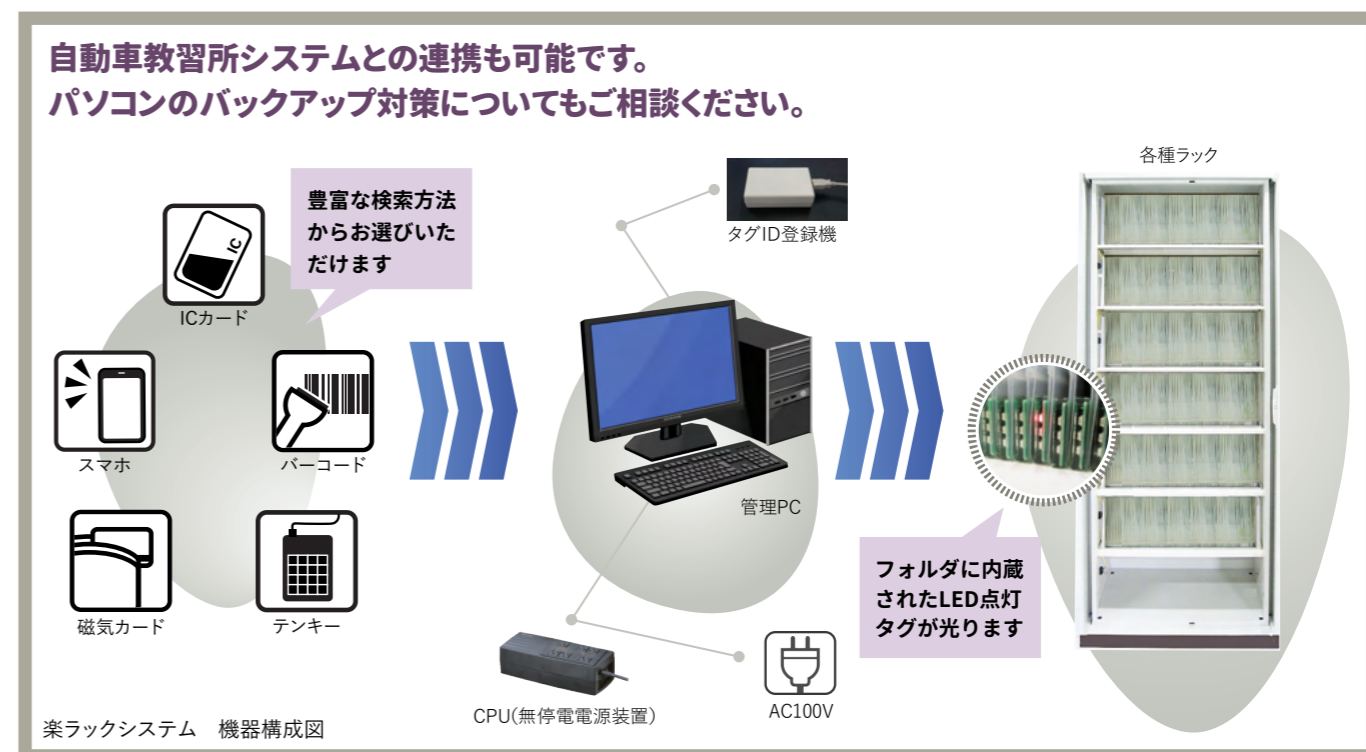 自動車教習所システムとの連携も可能です。
パソコンのバックアップ対策についてもご相談ください。
豊富な検索方法
からお選びいた
だけます
IC
ICカード
スマホ
バーコード
磁気カード
テンキー
タグID登録機
管理PC
CPU(無停電電源装置)
AC100V
各種ラック
フォルダに内蔵
されたLED点灯
タグが光ります
楽ラックシステム　機器構成図